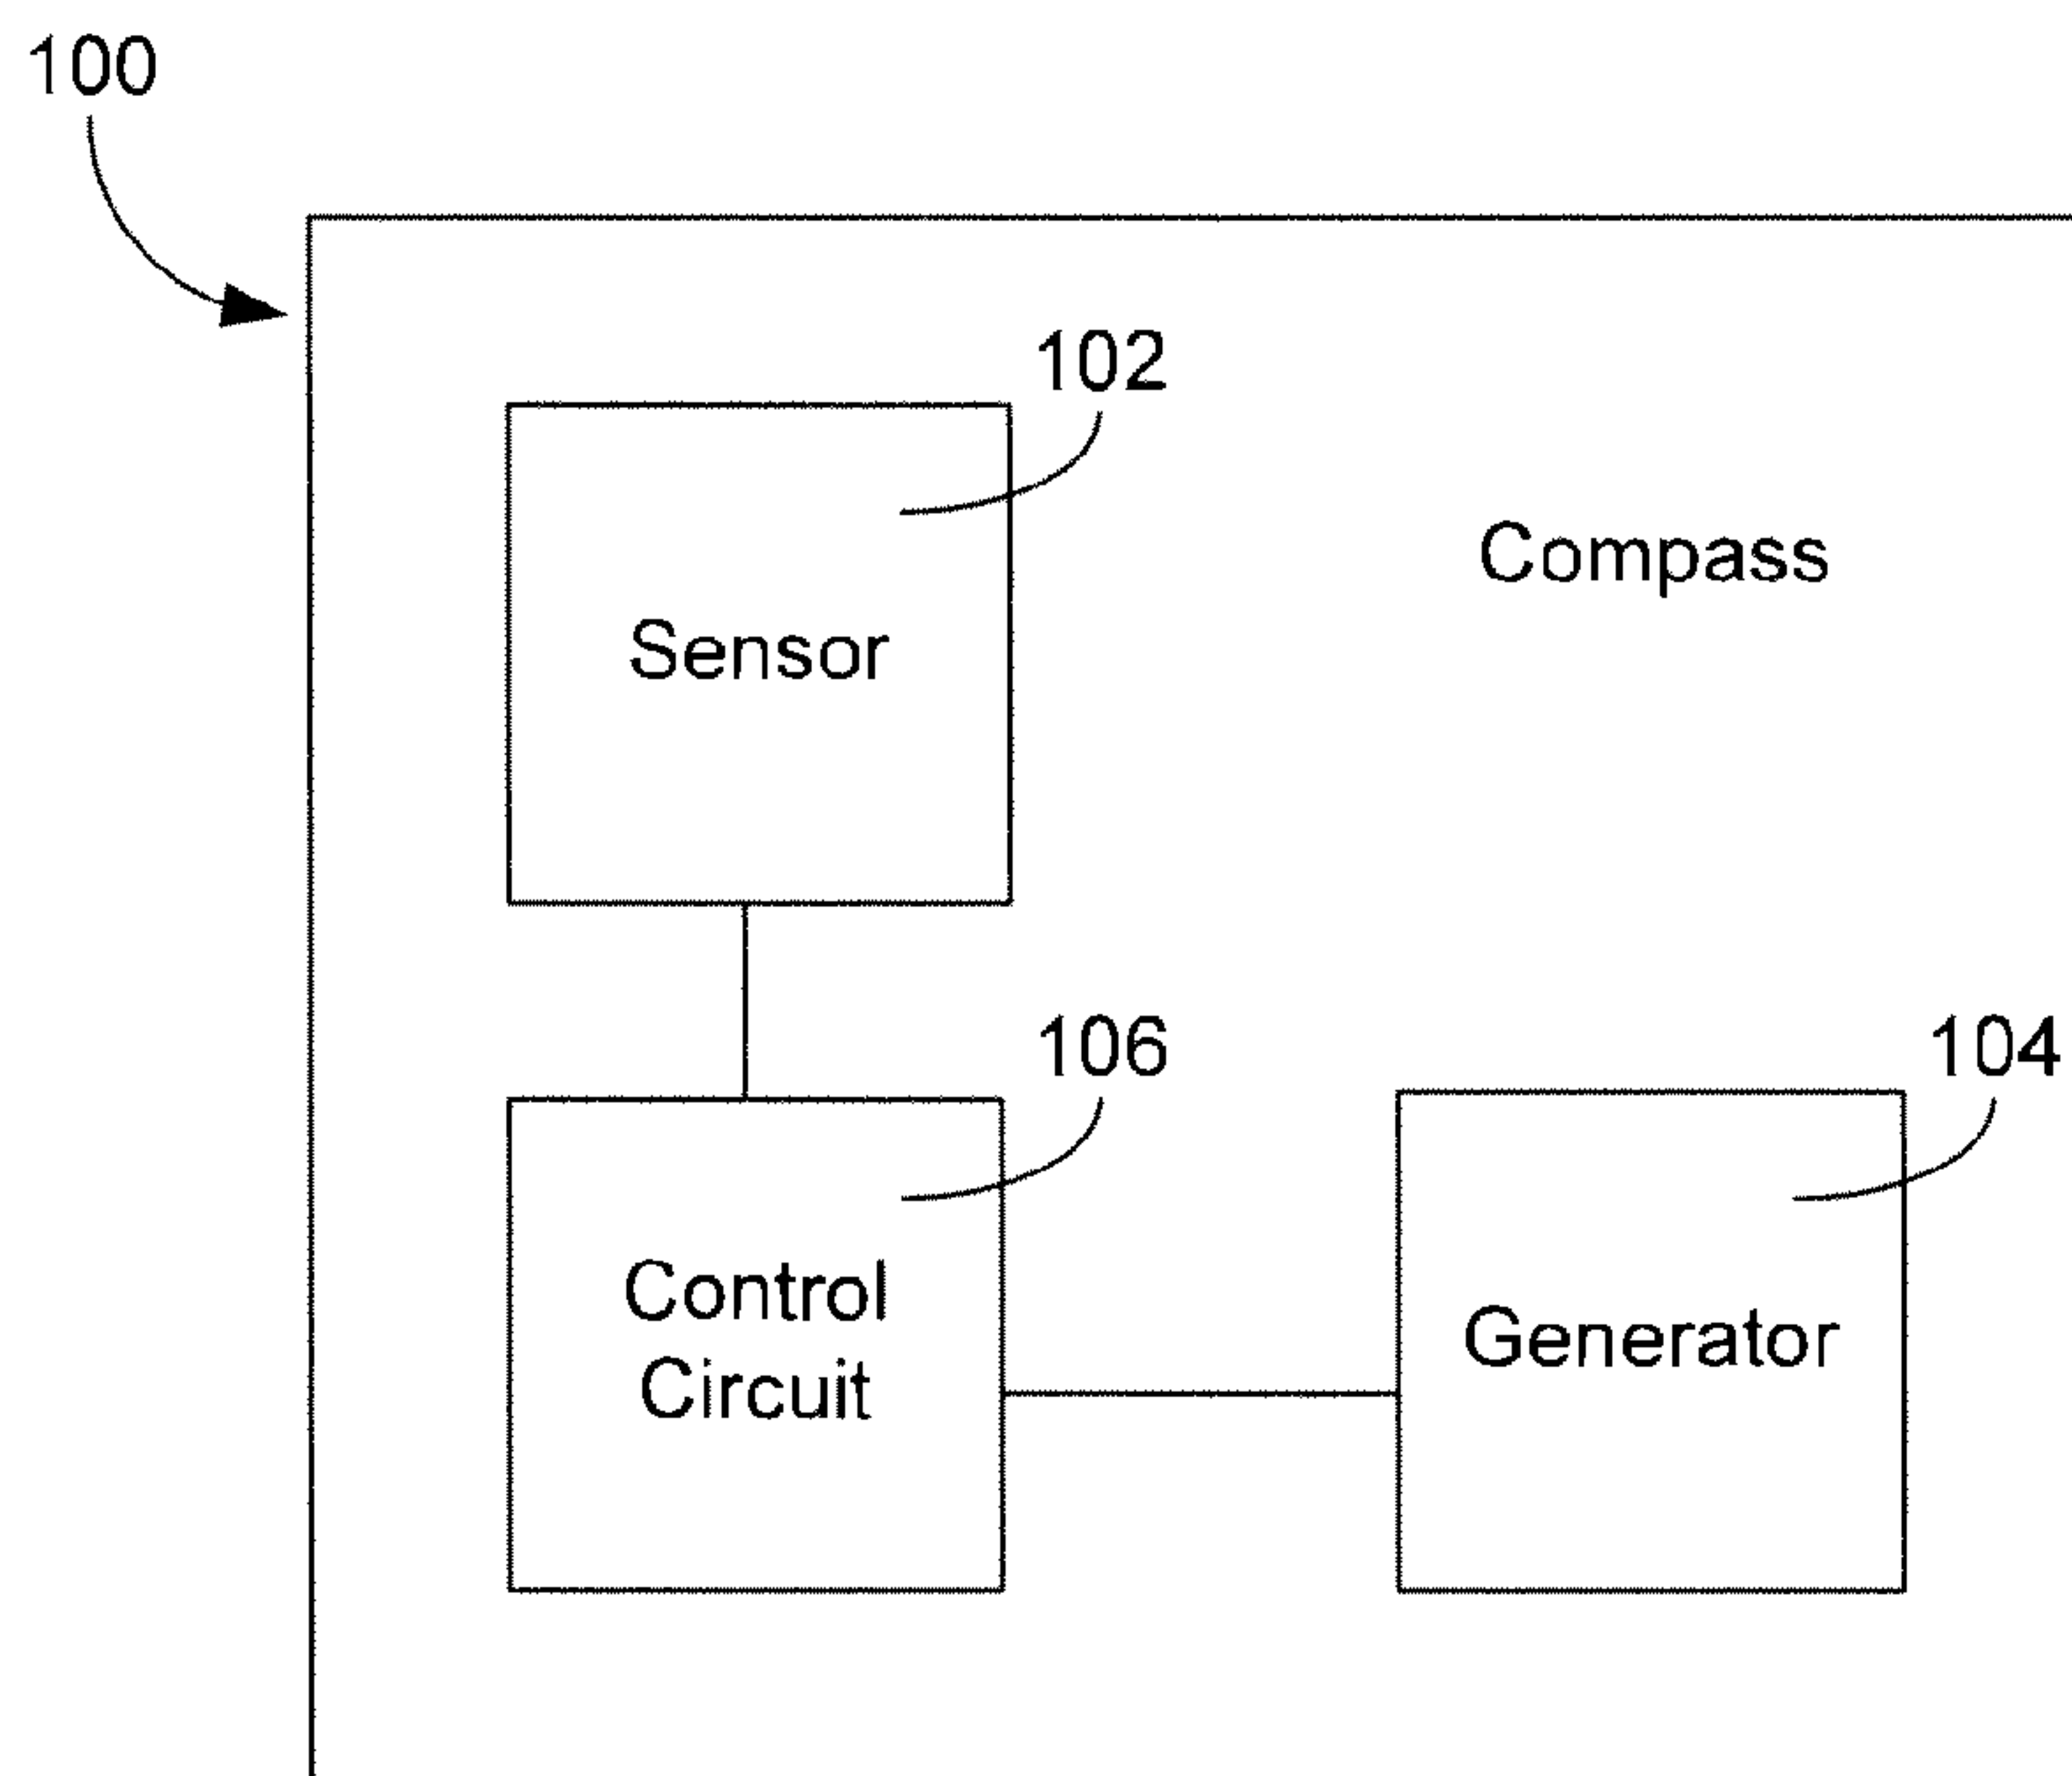 100
102
Compass
Sensor
106
104
Control
Circuit
Generator